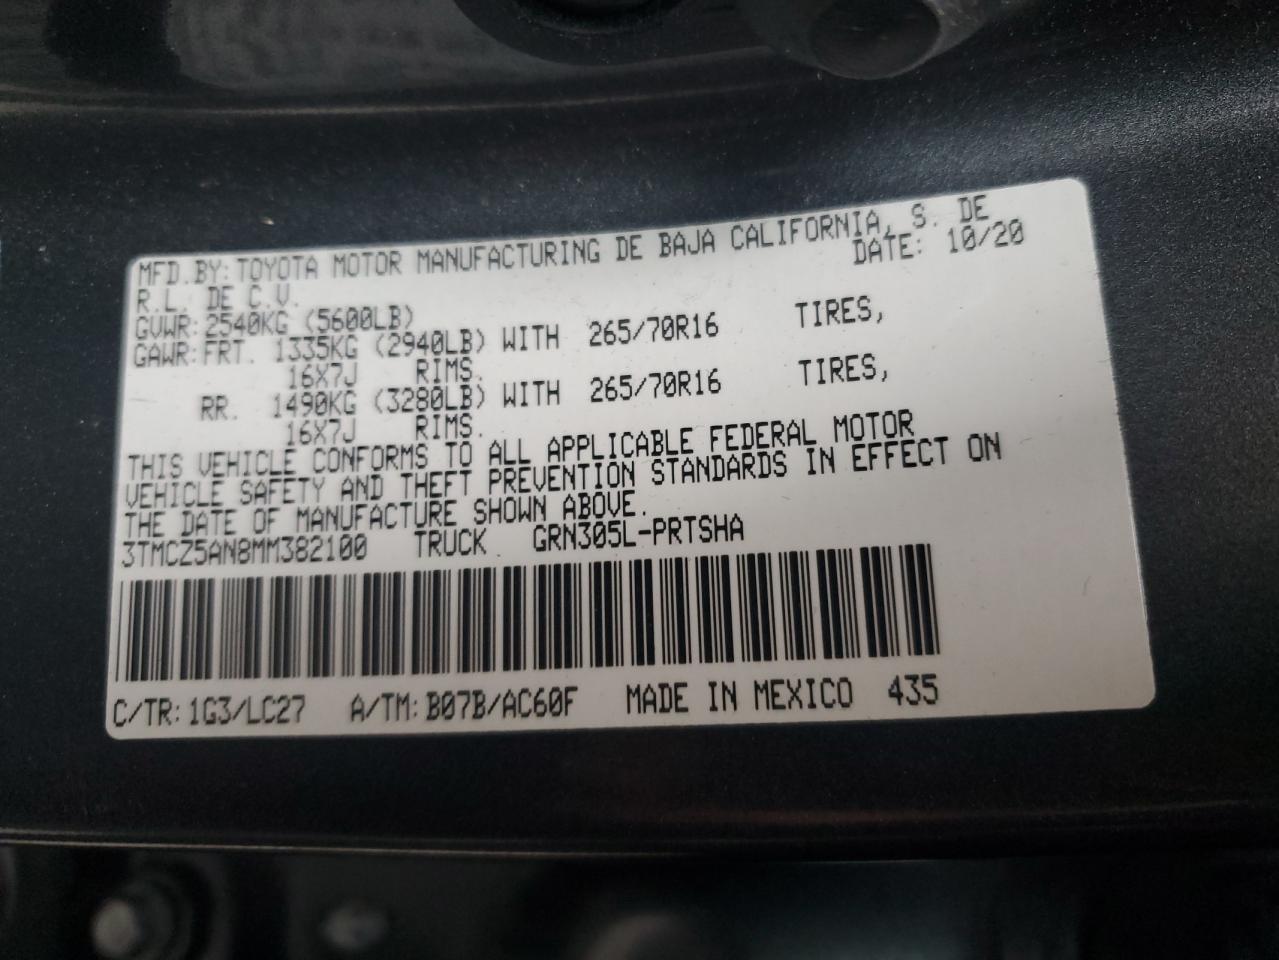 MFD.BY:TOYOTA MOTOR MANUFACTURING DE BAJA CALIFORNIA, S. DE
R.L. DE C.V. DATE: 10/20
GVWR:2540KG (5600LB)
GAWR:FRT. 1335KG (2940LB) WITH 265/70R16 TIRES,
16X7J RIMS.
RR. 1490KG (3280LB) WITH 265/70R16 TIRES,
16X7J RIMS.
THIS VEHICLE CONFORMS TO ALL APPLICABLE FEDERAL MOTOR
VEHICLE SAFETY AND THEFT PREVENTION STANDARDS IN EFFECT ON
THE DATE OF MANUFACTURE SHOWN ABOVE.
3TMCZ5AN8MM382100 TRUCK GRN305L-PRTSHA
C/TR:1G3/LC27 A/TM:B07B/AC60F MADE IN MEXICO 435